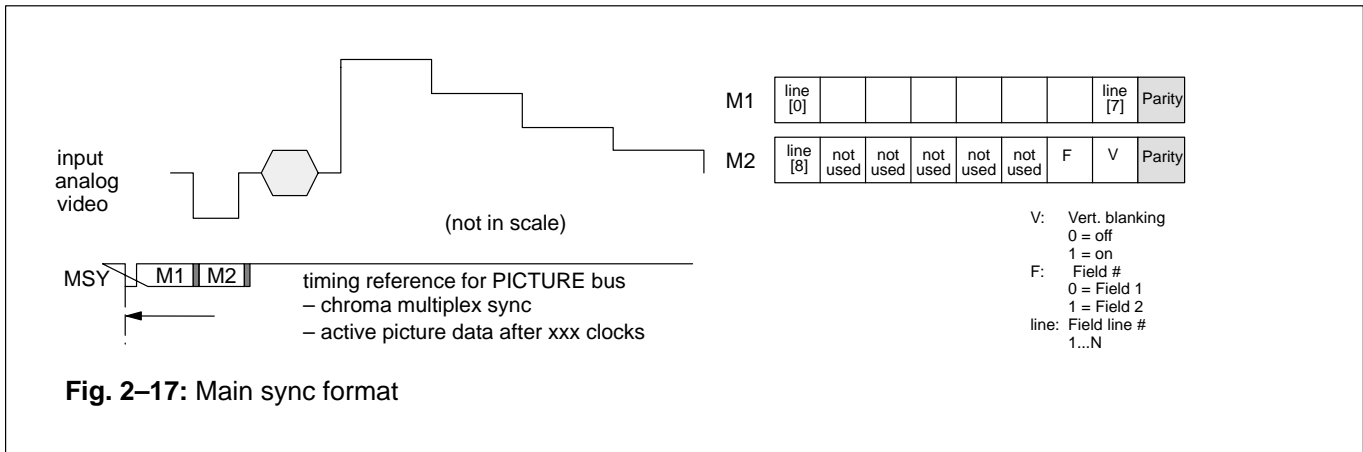 input
analog
video
(not in scale)
MSY
M1
M2
timing reference for PICTURE bus
– chroma multiplex sync
– active picture data after xxx clocks
M1
line
[0]
line
[7]
Parity
M2
line
[8]
not
used
not
used
not
used
not
used
not
used
F
V
Parity
V: Vert. blanking
0 = off
1 = on
F: Field #
0 = Field 1
1 = Field 2
line: Field line #
1...N
Fig. 2–17: Main sync format